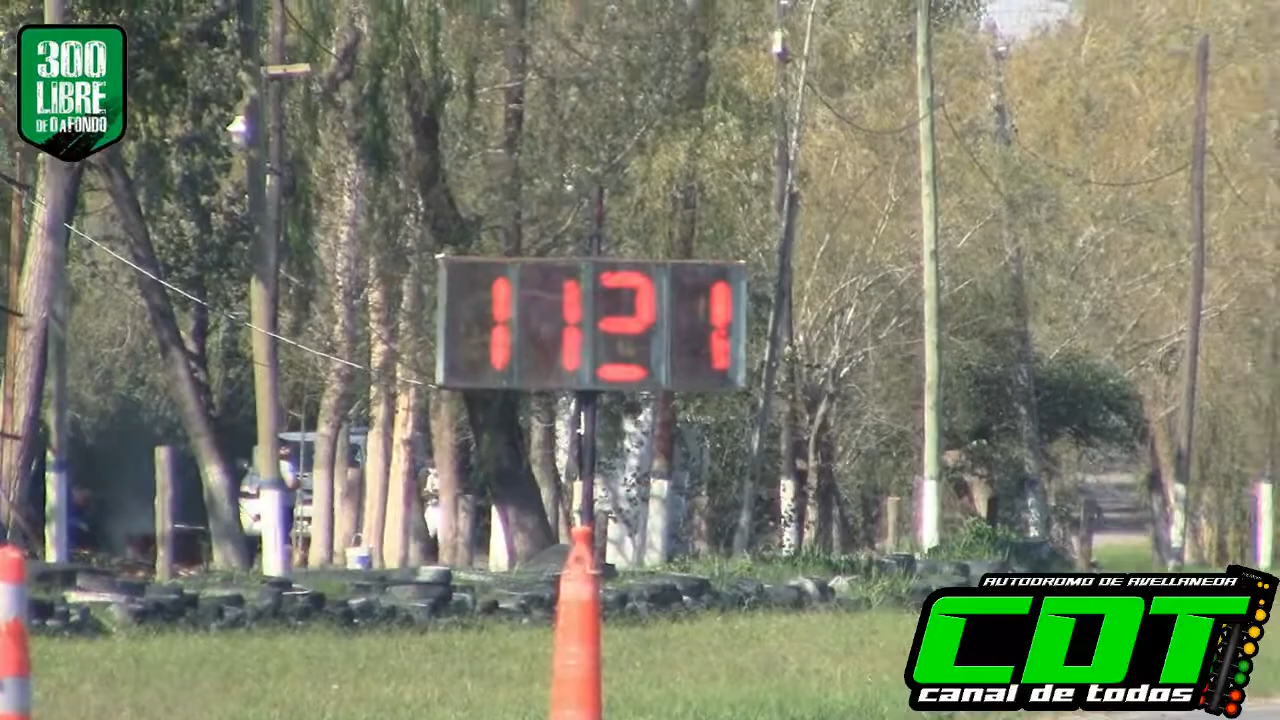 300
LIBRE
DE 0 A FONDO
1121
AUTODROMO DE AVELLANEDA
CDT
canal de todos